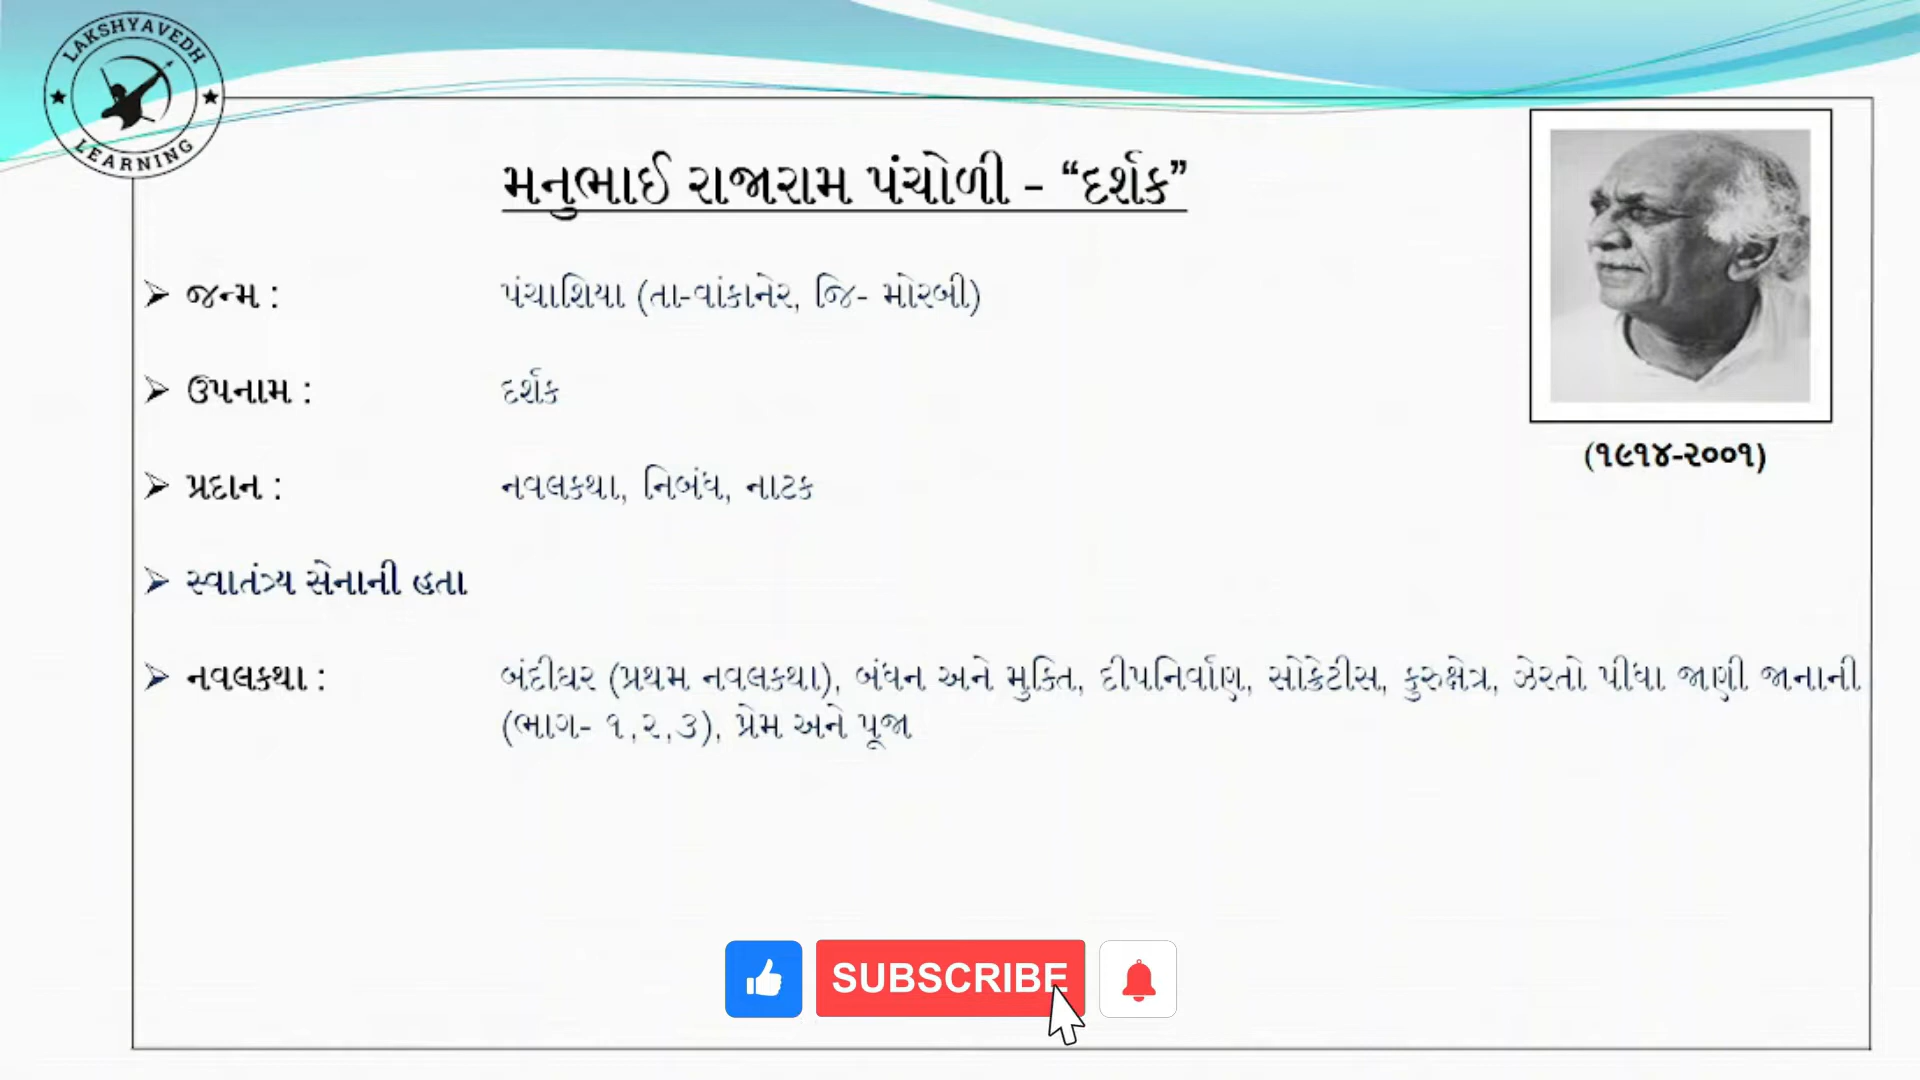 LAKSHYAVEDH
LEARNING
મનુભાઈ રાજારામ પંચોળી - “દર્શક”
➤ જન્મ : પંચાશિયા (તા-વાંકાનેર, જિ- મોરબી)
➤ ઉપનામ : દર્શક
(૧૯૧૪-૨૦૦૧)
➤ પ્રદાન : નવલકથા, નિબંધ, નાટક
➤ સ્વાતંત્ર્ય સેનાની હતા
➤ નવલકથા : બંદીઘર (પ્રથમ નવલકથા), બંધન અને મુક્તિ, દીપનિર્વાણ, સોક્રેટીસ, કુરુક્ષેત્ર, ઝેરતો પીધા જાણી જાનાની
(ભાગ- ૧,૨,૩), પ્રેમ અને પૂજા
SUBSCRIBE